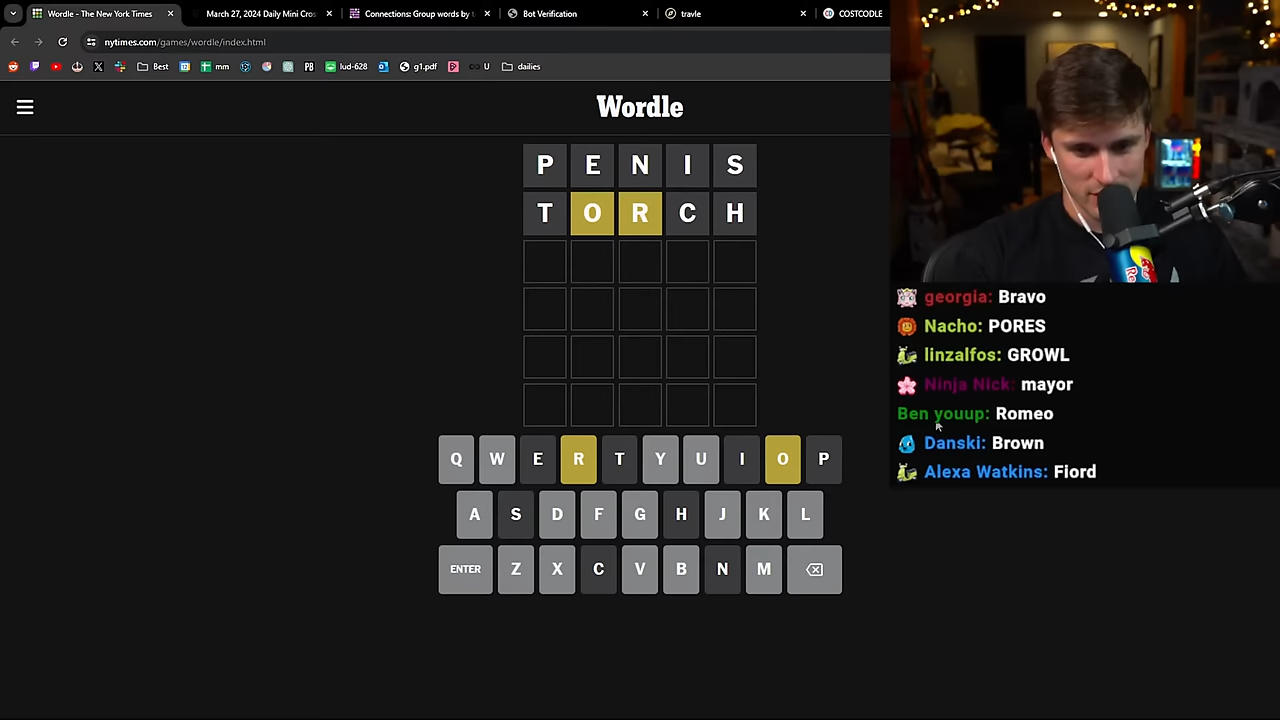 Wordle - The New York Times
March 27, 2024 Daily Mini Cros
Connections: Group words by
Bot Verification
travle
COSTCODLE
nytimes.com/games/wordle/index.html
Best
mm
PB
lud-628
g1.pdf
U
dailies
Wordle
P E N I S
T O R C H
Q W E R T Y U I O P
A S D F G H J K L
ENTER Z X C V B N M
georgia: Bravo
Nacho: PORES
linzalfos: GROWL
Ninja Nick: mayor
Ben youup: Romeo
Danski: Brown
Alexa Watkins: Fiord